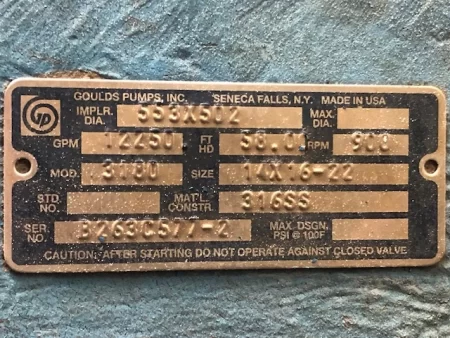 GP GOULDS PUMPS, INC. SENECA FALLS, N.Y. MADE IN USA
IMPLR. DIA. 553X502 MAX. DIA.
GPM 12250 FT HD 58.0 RPM 900
MOD. 3180 SIZE 14X16-22
STD. NO. MAT'L. CONSTR. 316SS
SER. NO. B263C577-2 MAX. DSGN. PSI @ 100F
CAUTION: AFTER STARTING DO NOT OPERATE AGAINST CLOSED VALVE